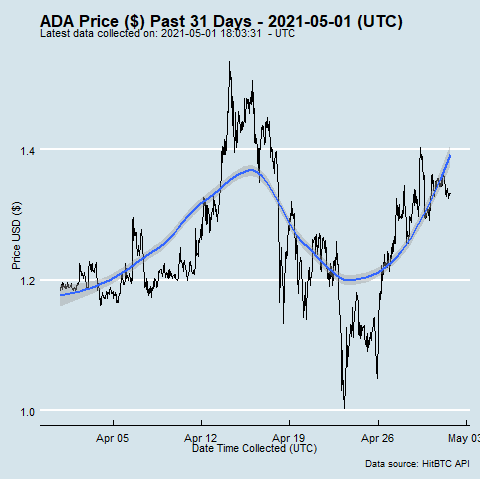 ADA Price ($) Past 31 Days - 2021-05-01 (UTC)
Latest data collected on: 2021-05-01 18:03:31 - UTC
Price USD ($)
1.4
1.2
1.0
Apr 05 Apr 12 Apr 19 Apr 26 May 03
Date Time Collected (UTC)
Data source: HitBTC API